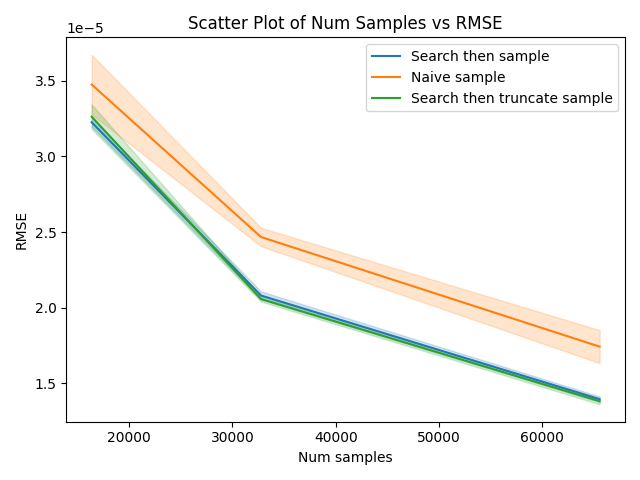 Scatter Plot of Num Samples vs RMSE
1e−5
Search then sample
Naive sample
Search then truncate sample
3.5
3.0
2.5
2.0
1.5
RMSE
20000 30000 40000 50000 60000
Num samples